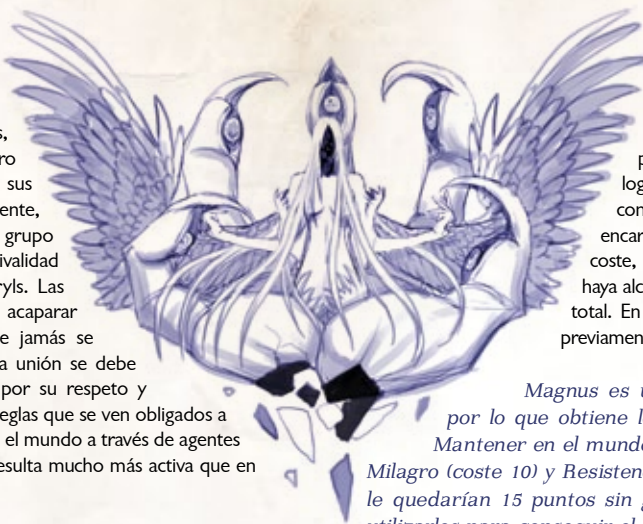 s,
ro
sus
ente,
grupo
ivalidad
ryls. Las
acaparar
e jamás se
a unión se debe
por su respeto y
eglas que se ven obligados a
el mundo a través de agentes
esulta mucho más activa que en
p
log
con
encar
coste,
haya alc
total. En
previamen
Magnus es u
por lo que obtiene l
Mantener en el mundo
Milagro (coste 10) y Resisten
le quedarían 15 puntos sin